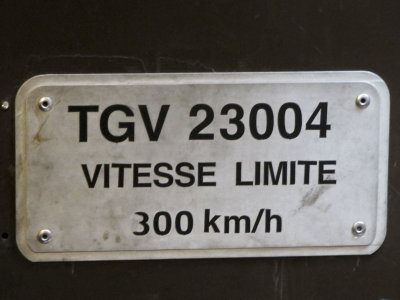 TGV 23004
VITESSE LIMITE
300 km/h